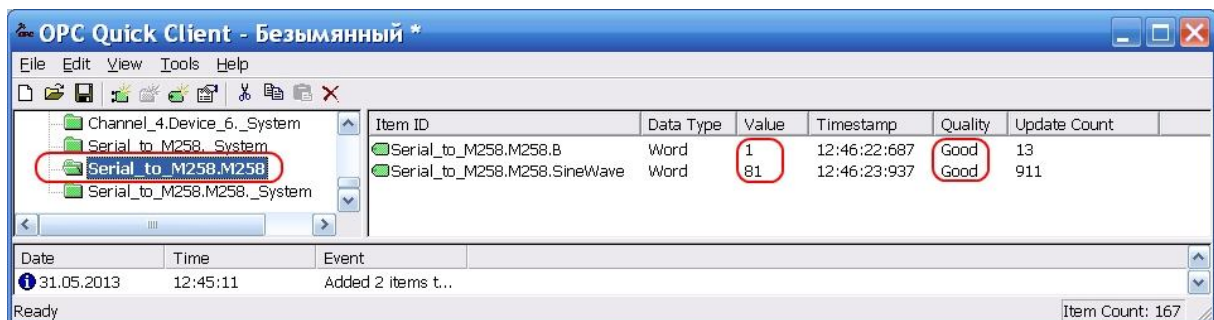 OPC Quick Client - Безымянный *
File Edit View Tools Help
Channel_4.Device_6._System
Serial_to_M258._System
Serial_to_M258.M258
Serial_to_M258.M258._System
Item ID Data Type Value Timestamp Quality Update Count
Serial_to_M258.M258.B Word 1 12:46:22:687 Good 13
Serial_to_M258.M258.SineWave Word 81 12:46:23:937 Good 911
Date Time Event
31.05.2013 12:45:11 Added 2 items t...
Ready Item Count: 167